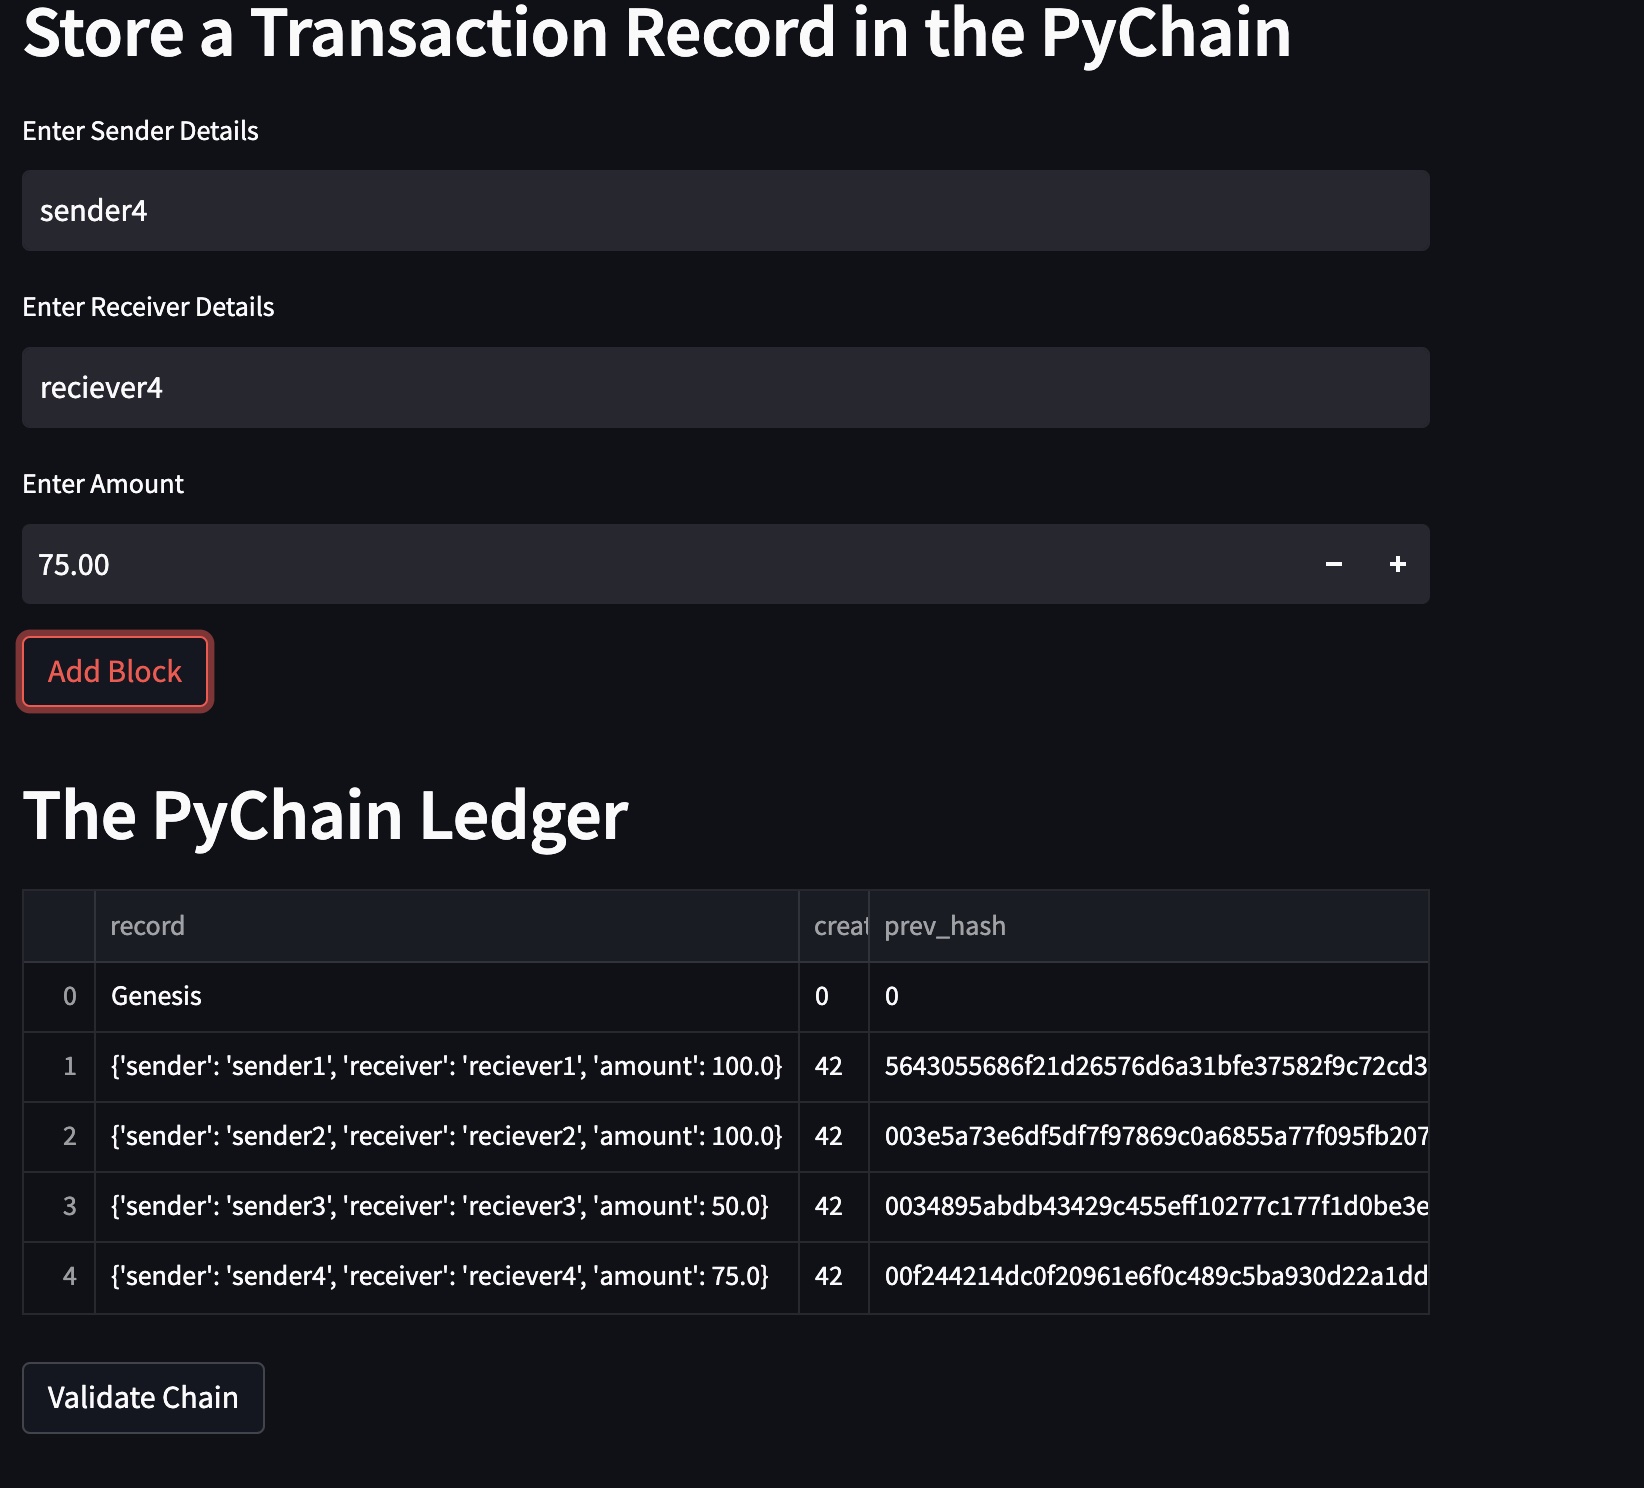 Store a Transaction Record in the PyChain
Enter Sender Details
sender4
Enter Receiver Details
reciever4
Enter Amount
75.00 − +
Add Block
The PyChain Ledger
record creat prev_hash
0 Genesis 0 0
1 {'sender': 'sender1', 'receiver': 'reciever1', 'amount': 100.0} 42 5643055686f21d26576d6a31bfe37582f9c72cd3
2 {'sender': 'sender2', 'receiver': 'reciever2', 'amount': 100.0} 42 003e5a73e6df5df7f97869c0a6855a77f095fb207
3 {'sender': 'sender3', 'receiver': 'reciever3', 'amount': 50.0} 42 0034895abdb43429c455eff10277c177f1d0be3e
4 {'sender': 'sender4', 'receiver': 'reciever4', 'amount': 75.0} 42 00f244214dc0f20961e6f0c489c5ba930d22a1dd
Validate Chain